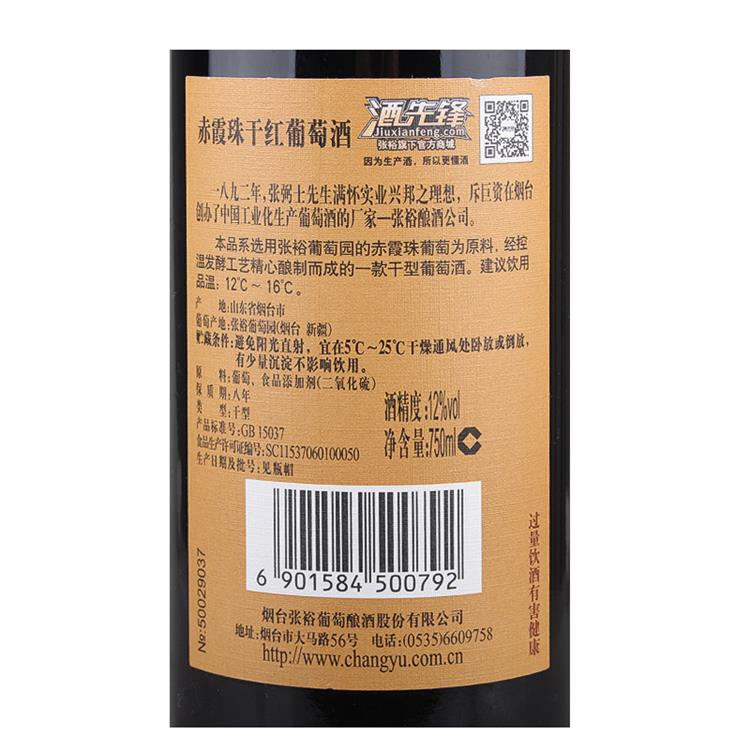 赤霞珠干红葡萄酒
酒先锋
Jiuxianfeng.com
张裕旗下官方商城
因为生产酒，所以更懂酒
一八九二年，张弼士先生满怀实业兴邦之理想，斥巨资在烟台
创办了中国工业化生产葡萄酒的厂家—张裕酿酒公司。
本品系选用张裕葡萄园的赤霞珠葡萄为原料，经控
温发酵工艺精心酿制而成的一款干型葡萄酒。建议饮用
品温：12℃～16℃。
产 地:山东省烟台市
葡萄产地:张裕葡萄园(烟台 新疆)
贮藏条件:避免阳光直射，宜在5℃～25℃干燥通风处卧放或倒放，
有少量沉淀不影响饮用。
原 料:葡萄、食品添加剂(二氧化硫)
保 质 期:八年
类 型:干型
产品标准号:GB 15037
食品生产许可证编号:SC11537060100050
生产日期及批号:见瓶帽
酒精度:12%vol
净含量:750ml
6 901584 500792
烟台张裕葡萄酿酒股份有限公司
地址:烟台市大马路56号 电话:(0535)6609758
http://www.changyu.com.cn
№:50029037
过量饮酒有害健康